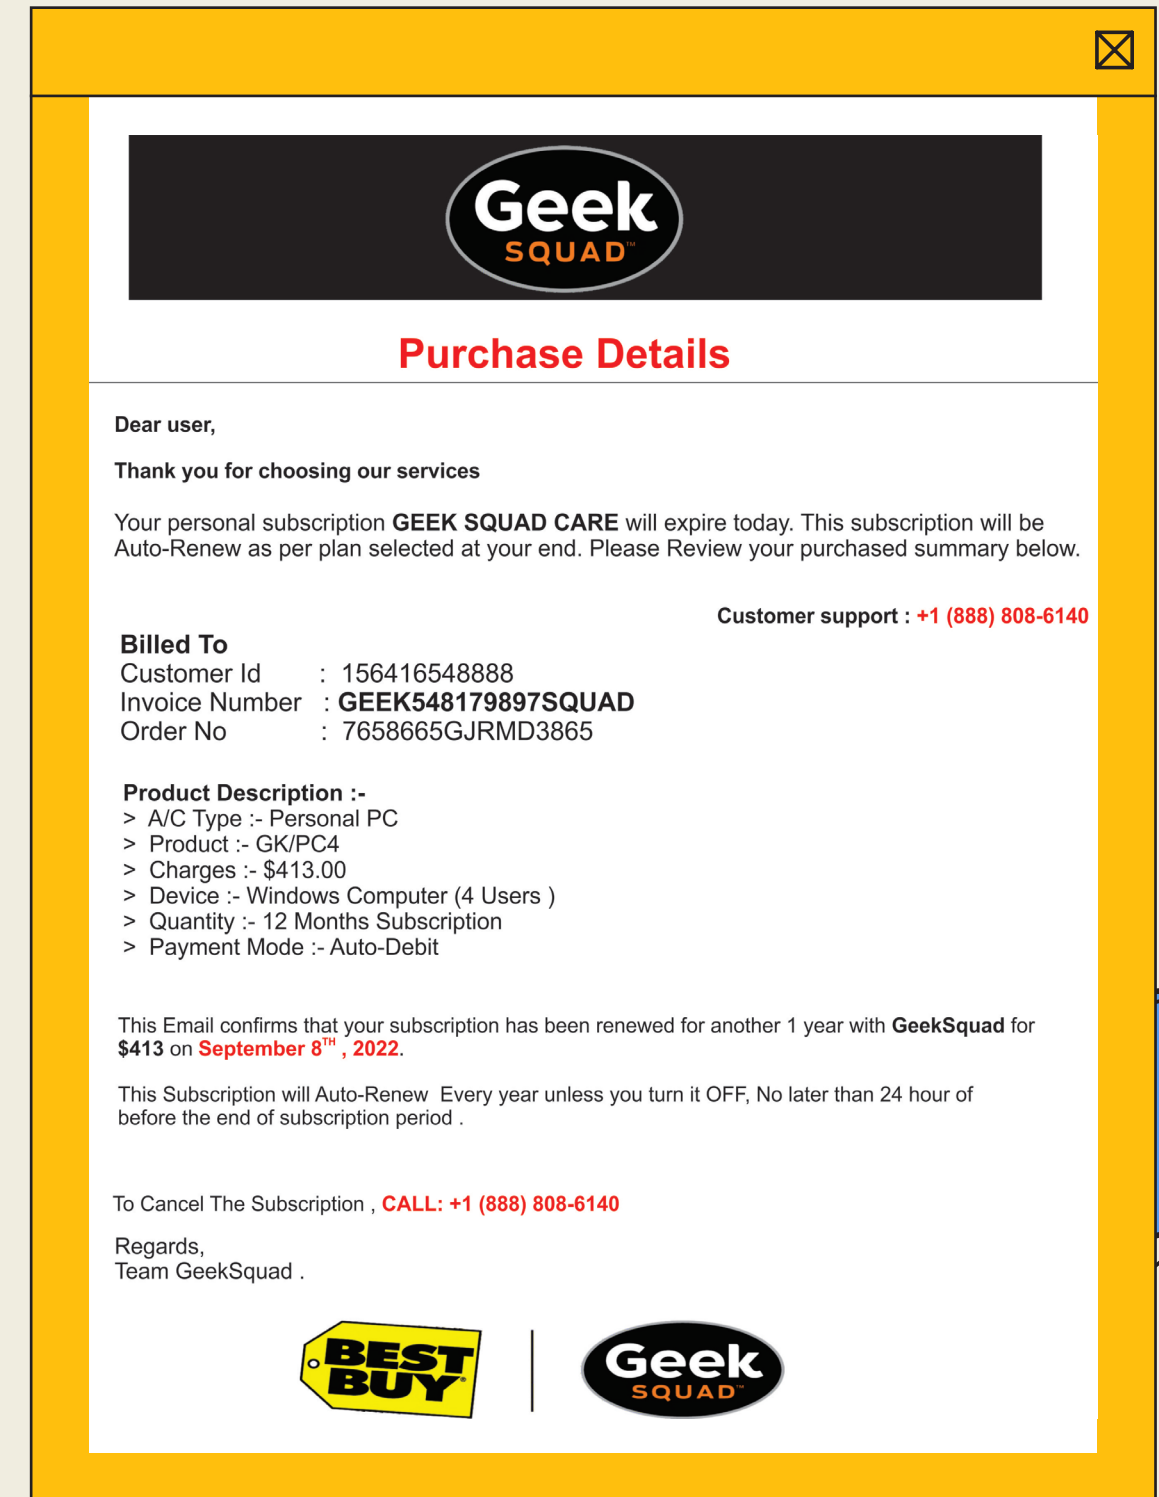 Geek
SQUAD™
Purchase Details
Dear user,
Thank you for choosing our services
Your personal subscription GEEK SQUAD CARE will expire today. This subscription will be
Auto-Renew as per plan selected at your end. Please Review your purchased summary below.
Customer support : +1 (888) 808-6140
Billed To
Customer Id : 156416548888
Invoice Number : GEEK548179897SQUAD
Order No : 7658665GJRMD3865
Product Description :-
> A/C Type :- Personal PC
> Product :- GK/PC4
> Charges :- $413.00
> Device :- Windows Computer (4 Users )
> Quantity :- 12 Months Subscription
> Payment Mode :- Auto-Debit
This Email confirms that your subscription has been renewed for another 1 year with GeekSquad for
$413 on September 8TH , 2022.
This Subscription will Auto-Renew Every year unless you turn it OFF, No later than 24 hour of
before the end of subscription period .
To Cancel The Subscription , CALL: +1 (888) 808-6140
Regards,
Team GeekSquad .
BEST
BUY®
Geek
SQUAD™